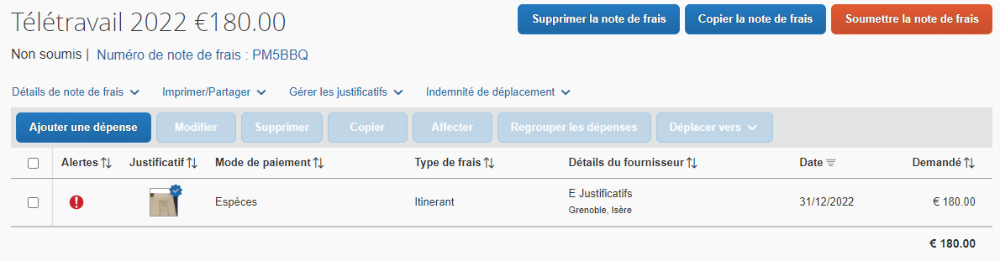 Télétravail 2022 €180.00
Supprimer la note de frais
Copier la note de frais
Soumettre la note de frais
Non soumis | Numéro de note de frais : PM5BBQ
Détails de note de frais
Imprimer/Partager
Gérer les justificatifs
Indemnité de déplacement
Ajouter une dépense
Modifier
Supprimer
Copier
Affecter
Regrouper les dépenses
Déplacer vers
Alertes
Justificatif
Mode de paiement
Type de frais
Détails du fournisseur
Date
Demandé
Espèces
Itinerant
E Justificatifs
Grenoble, Isère
31/12/2022
€ 180.00
€ 180.00